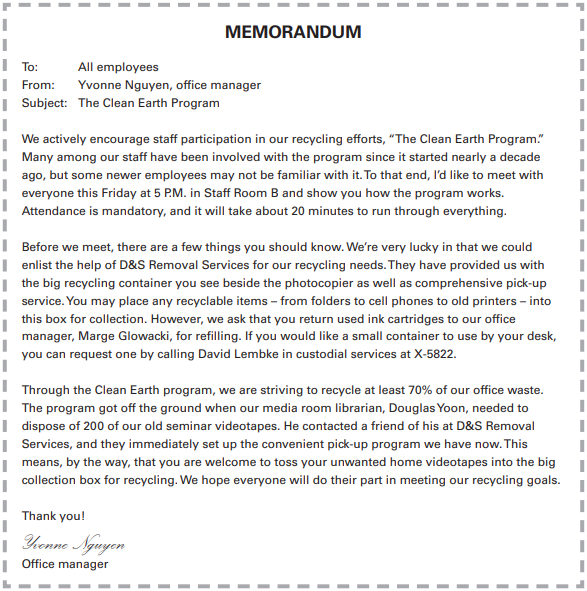 MEMORANDUM
To: All employees
From: Yvonne Nguyen, office manager
Subject: The Clean Earth Program
We actively encourage staff participation in our recycling efforts, “The Clean Earth Program.”
Many among our staff have been involved with the program since it started nearly a decade
ago, but some newer employees may not be familiar with it. To that end, I’d like to meet with
everyone this Friday at 5 P.M. in Staff Room B and show you how the program works.
Attendance is mandatory, and it will take about 20 minutes to run through everything.
Before we meet, there are a few things you should know. We’re very lucky in that we could
enlist the help of D&S Removal Services for our recycling needs. They have provided us with
the big recycling container you see beside the photocopier as well as comprehensive pick-up
service. You may place any recyclable items – from folders to cell phones to old printers – into
this box for collection. However, we ask that you return used ink cartridges to our office
manager, Marge Glowacki, for refilling. If you would like a small container to use by your desk,
you can request one by calling David Lembke in custodial services at X-5822.
Through the Clean Earth program, we are striving to recycle at least 70% of our office waste.
The program got off the ground when our media room librarian, Douglas Yoon, needed to
dispose of 200 of our old seminar videotapes. He contacted a friend of his at D&S Removal
Services, and they immediately set up the convenient pick-up program we have now. This
means, by the way, that you are welcome to toss your unwanted home videotapes into the big
collection box for recycling. We hope everyone will do their part in meeting our recycling goals.
Thank you!
Yvonne Nguyen
Office manager